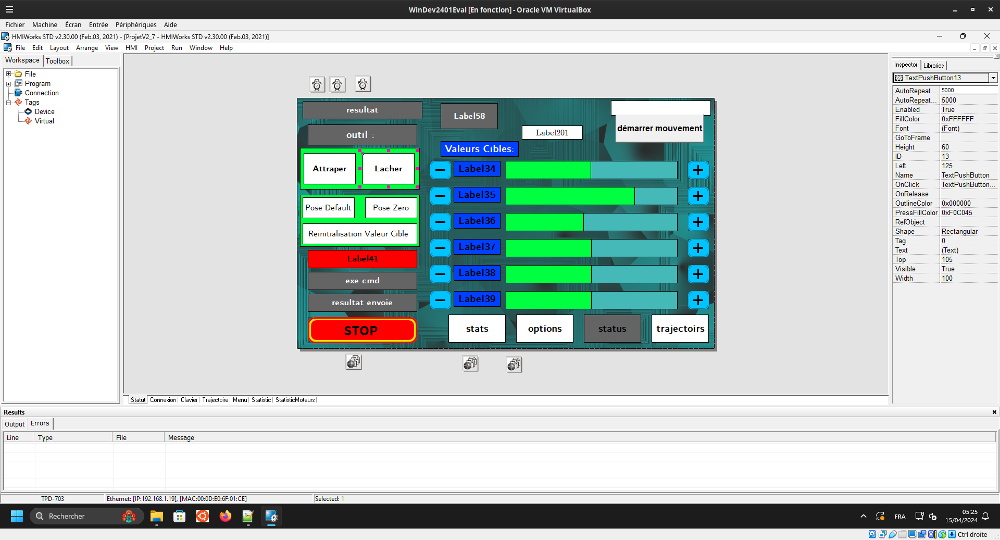 WinDev2401Eval [En fonction] - Oracle VM VirtualBox
Fichier Machine Écran Entrée Périphériques Aide
HMIWorks STD v2.30.00 (Feb.03, 2021) - [ProjetV2_7 - HMIWorks STD v2.30.00 (Feb.03, 2021)]
File Edit Layout Arrange View HMI Project Run Window Help
Workspace Toolbox
File
Program
Connection
Tags
Device
Virtual
resultat
outil :
Attraper Lacher
Pose Default Pose Zero
Reinitialisation Valeur Cible
Label41
exe cmd
resultat envoie
STOP
Label58
Label201
démarrer mouvement
Valeurs Cibles:
− Label34 +
− Label35 +
− Label36 +
− Label37 +
− Label38 +
− Label39 +
stats options status trajectoirs
Statut Connexion Clavier Trajectoire Menu Statistic StatisticMoteurs
Inspector Libraries
TextPushButton13
AutoRepeat... 5000
AutoRepeat... 5000
Enabled True
FillColor 0xFFFFFF
Font (Font)
GoToFrame
Height 60
ID 13
Left 125
Name TextPushButton
OnClick TextPushButton...
OnRelease
OutlineColor 0x000000
PressFillColor 0xF0C045
RefObject
Shape Rectangular
Tag 0
Text (Text)
Top 105
Visible True
Width 100
Results
Output Errors
Line Type File Message
TPD-703 Ethernet: [IP:192.168.1.19], [MAC:00:0D:E0:6F:01:CE] Selected: 1
Rechercher
FRA
05:25
15/04/2024
Ctrl droite